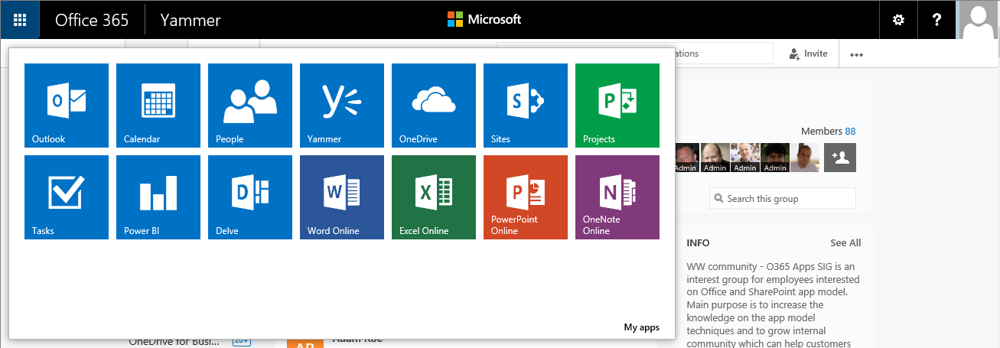 Office 365
Yammer
Microsoft
?
ations
Invite
Outlook
Calendar
People
Yammer
OneDrive
Sites
Projects
Tasks
Power BI
Delve
Word Online
Excel Online
PowerPoint
Online
OneNote
Online
My apps
Members 88
Admin
Admin
Admin
Admin
Search this group
INFO
See All
WW community - O365 Apps SIG is an
interest group for employees interested
on Office and SharePoint app model.
Main purpose is to increase the
knowledge on the app model
techniques and to grow internal
community which can help customers
OneDrive for Busi...
20+
AR
Adam Roe